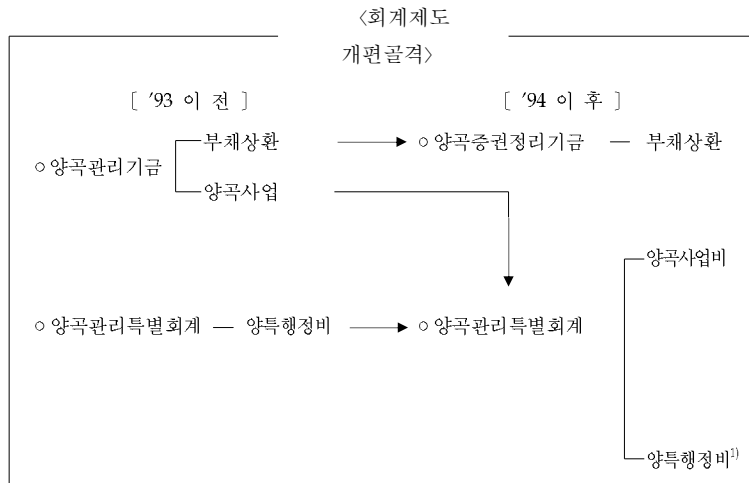 〈회계제도
개편골격〉
[ '93 이 전 ] [ '94 이 후 ]
부채상환 ○ 양곡증권정리기금 — 부채상환
○ 양곡관리기금
양곡사업
양곡사업비
○ 양곡관리특별회계 — 양특행정비 ○ 양곡관리특별회계
양특행정비1)